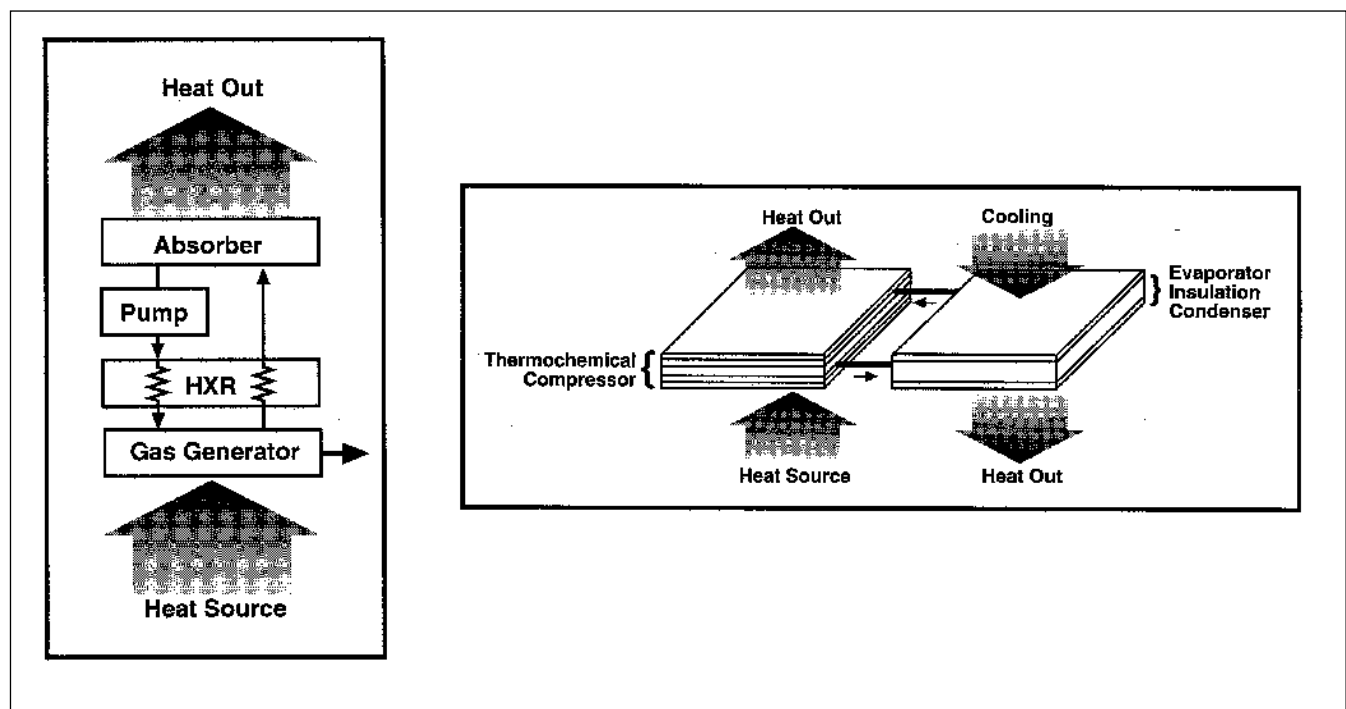 Heat Out
Absorber
Pump
HXR
Gas Generator
Heat Source
Heat Out
Cooling
Evaporator
Insulation
Condenser
Thermochemical
Compressor
Heat Source
Heat Out